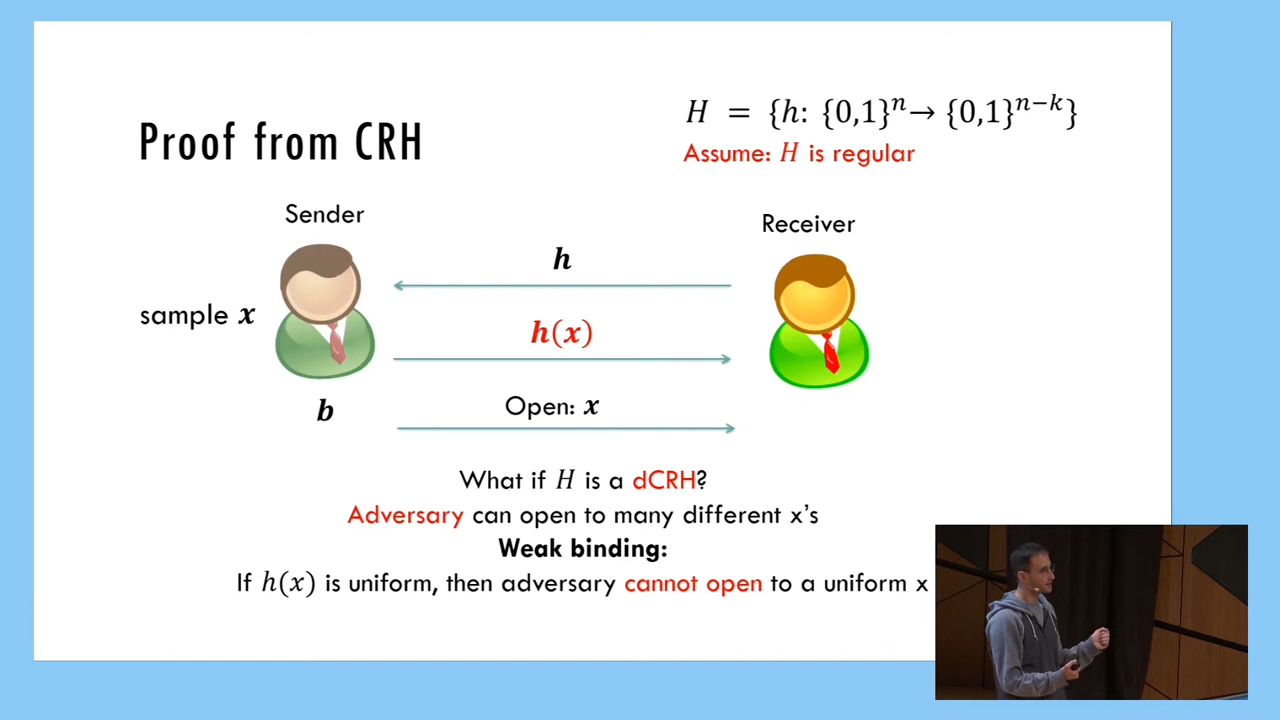 H = {h: {0,1}ⁿ → {0,1}ⁿ⁻ᵏ}
Proof from CRH
Assume: H is regular
Sender
Receiver
h
sample x
h(x)
b
Open: x
What if H is a dCRH?
Adversary can open to many different x's
Weak binding:
If h(x) is uniform, then adversary cannot open to a uniform x